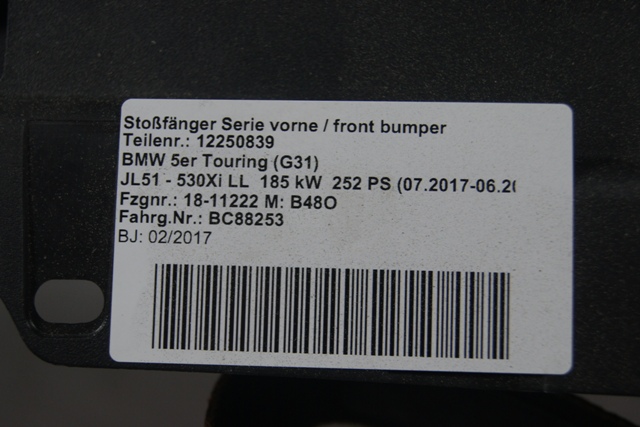 Stoßfänger Serie vorne / front bumper
Teilenr.: 12250839
BMW 5er Touring (G31)
JL51 - 530Xi LL 185 kW 252 PS (07.2017-06.20
Fzgnr.: 18-11222 M: B48O
Fahrg.Nr.: BC88253
BJ: 02/2017